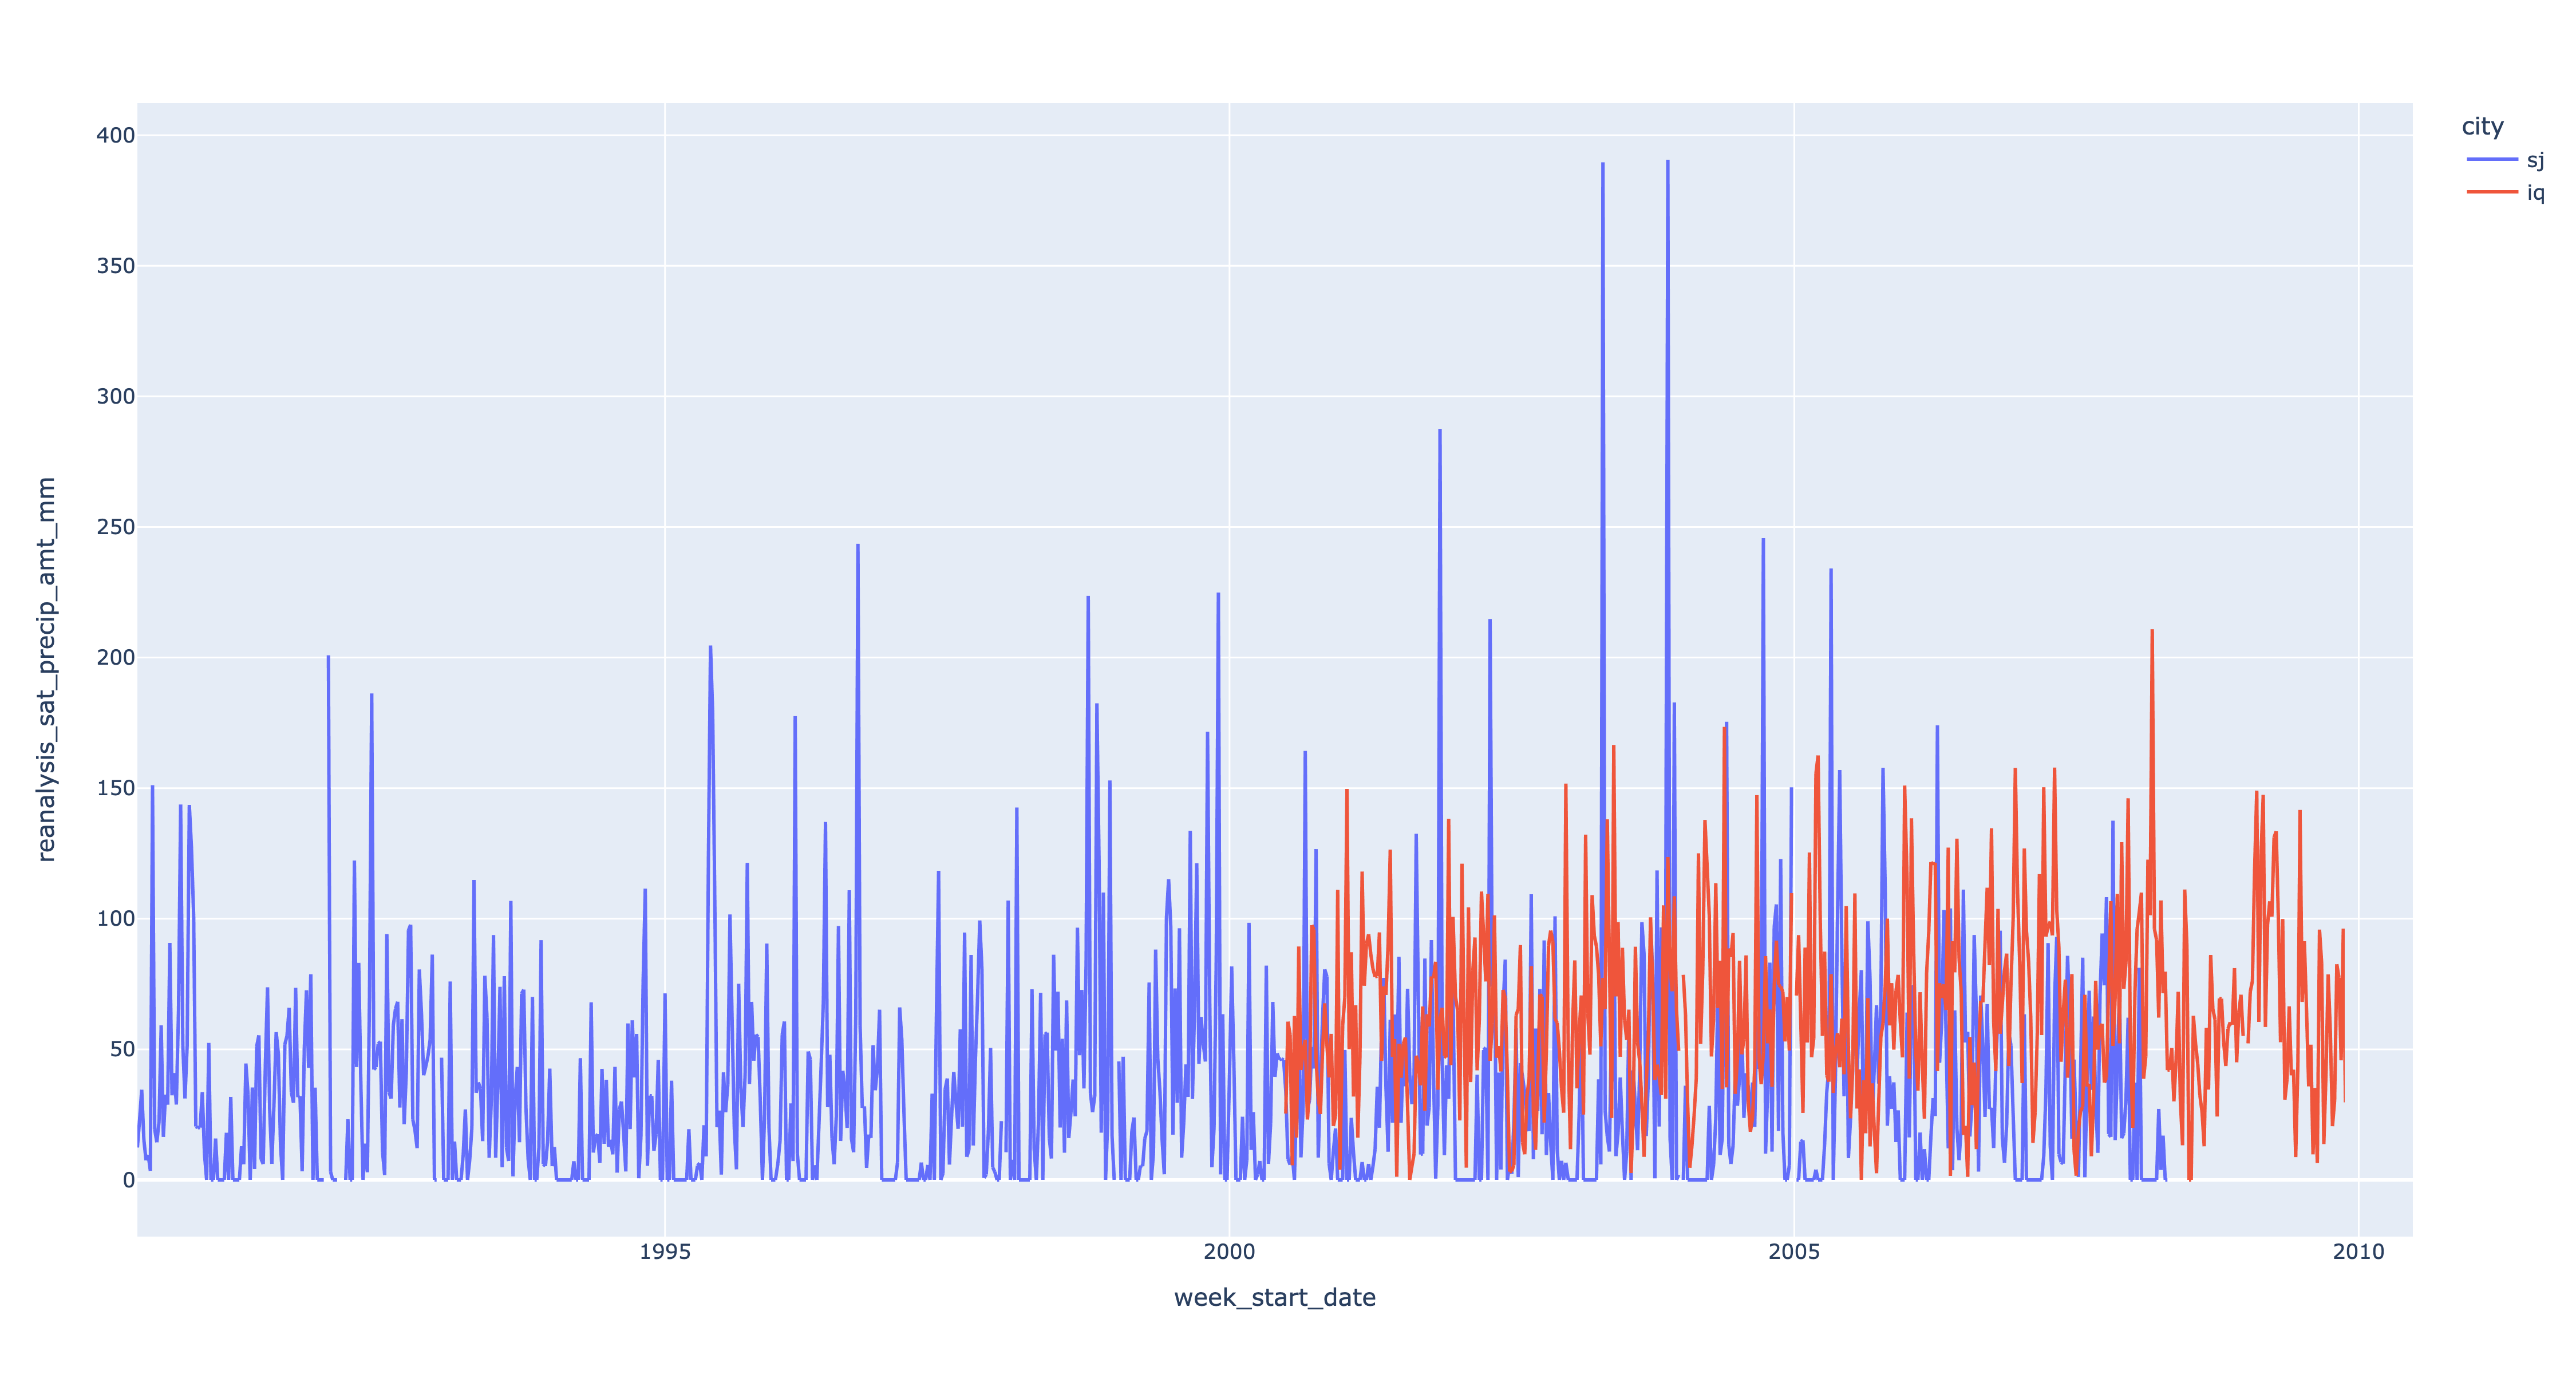 city
sj
iq
reanalysis_sat_precip_amt_mm
400
350
300
250
200
150
100
50
0
1995
2000
2005
2010
week_start_date